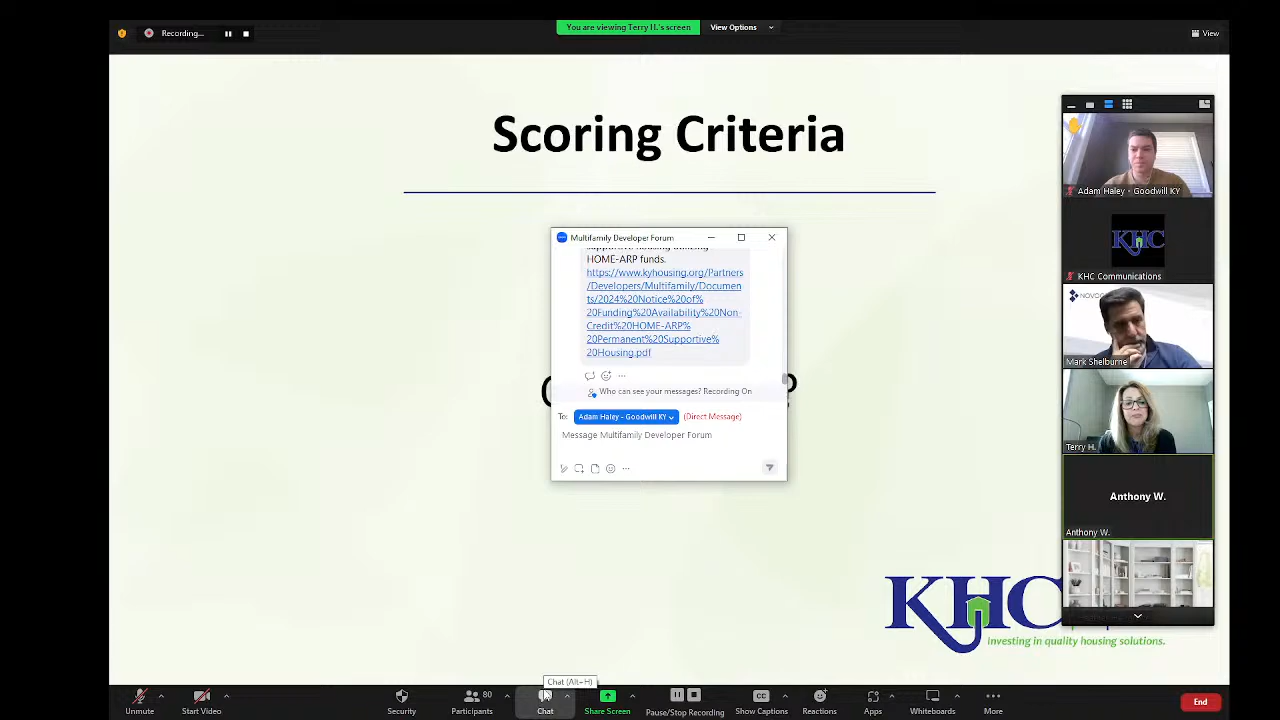 Recording...
You are viewing Terry H.'s screen
View Options
View
Scoring Criteria
Multifamily Developer Forum
HOME-ARP funds.
https://www.kyhousing.org/Partners
/Developers/Multifamily/Documen
ts/2024%20Notice%20of%
20Funding%20Availability%20Non-
Credit%20HOME-ARP%
20Permanent%20Supportive%
20Housing.pdf
Who can see your messages? Recording On
To: Adam Haley - Goodwill KY (Direct Message)
Message Multifamily Developer Forum
Adam Haley - Goodwill KY
KHC
KHC Communications
NOVOG
Mark Shelburne
Terry H.
Anthony W.
Anthony W.
KHC
Investing in quality housing solutions.
Chat (Alt+H)
Unmute
Start Video
Security
Participants
80
Chat
Share Screen
Pause/Stop Recording
CC
Show Captions
Reactions
Apps
Whiteboards
More
End